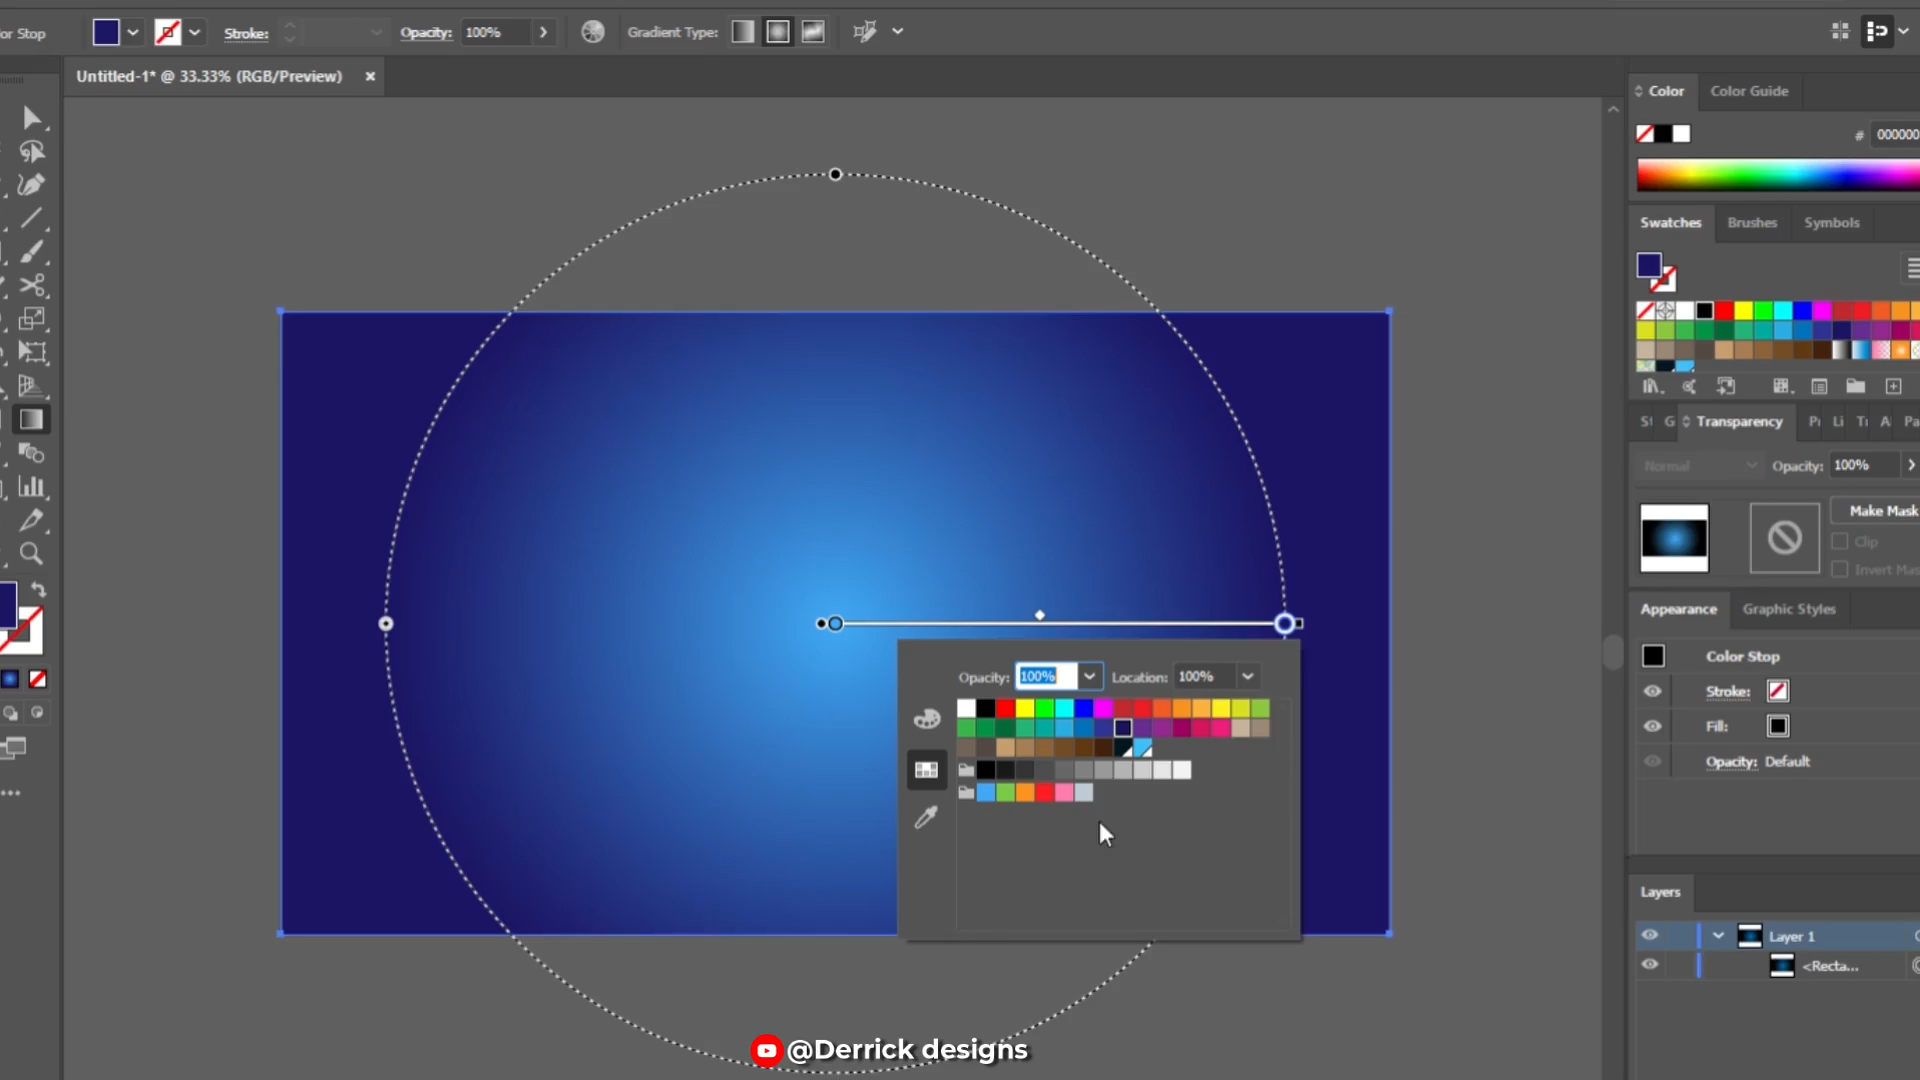 or Stop
Stroke:
Opacity:
100%
Gradient Type:
Untitled-1* @ 33.33% (RGB/Preview)
×
Color
Color Guide
#
000000
Swatches
Brushes
Symbols
Transparency
Normal
Opacity:
100%
Make Mask
Clip
Invert Mas
Appearance
Graphic Styles
Color Stop
Stroke:
Fill:
Opacity: Default
Opacity:
100%
Location:
100%
Layers
Layer 1
<Recta...
@Derrick designs